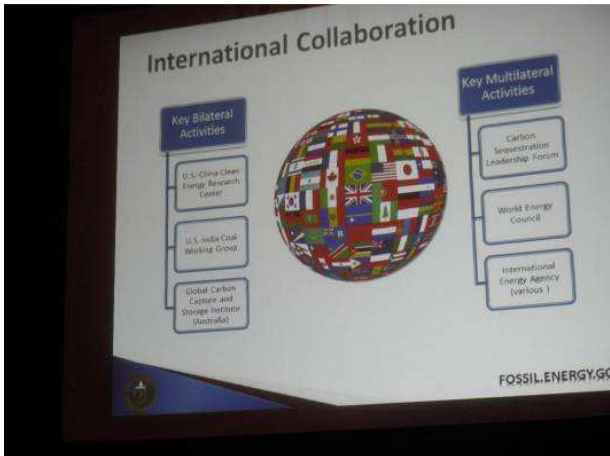 International Collaboration
Key Bilateral
Activities
U.S.-China Clean
Energy Research
Center
U.S.-India Coal
Working Group
Global Carbon
Capture and
Storage Institute
(Australia)
Key Multilateral
Activities
Carbon
Sequestration
Leadership Forum
World Energy
Council
International
Energy Agency
(various )
FOSSIL.ENERGY.GO